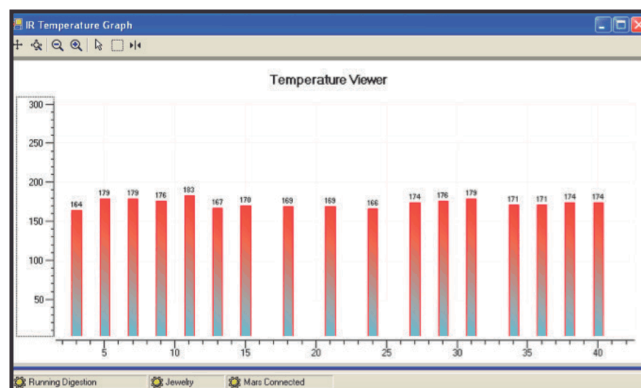 IR Temperature Graph
Temperature Viewer
300
250
200
150
100
50
164 179 179 176 183 167 170 169 169 166 174 176 179 171 171 174 174
5 10 15 20 25 30 35 40
Running Digestion Jewelry Mars Connected